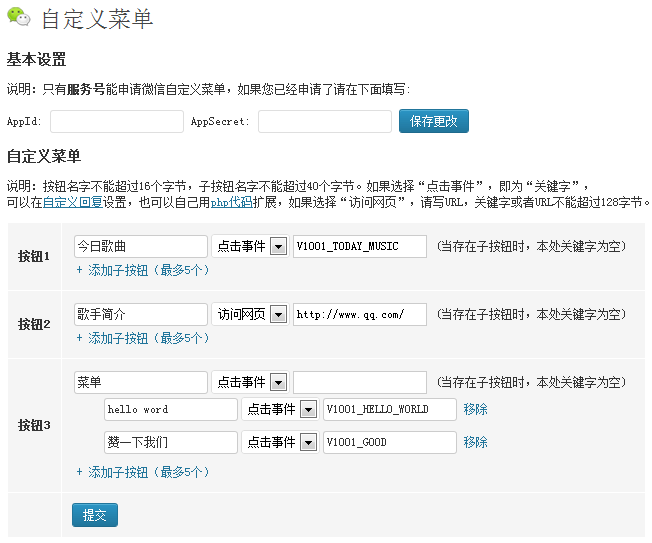 自定义菜单
基本设置
说明：只有服务号能申请微信自定义菜单，如果您已经申请了请在下面填写：
AppId: AppSecret: 保存更改
自定义菜单
说明：按钮名字不能超过16个字节，子按钮名字不能超过40个字节。如果选择“点击事件”，即为“关键字”，
可以在自定义回复设置，也可以自己用php代码扩展，如果选择“访问网页”，请写URL，关键字或者URL不能超过128字节。
按钮1 今日歌曲 点击事件 V1001_TODAY_MUSIC (当存在子按钮时，本处关键字为空)
+ 添加子按钮（最多5个）
按钮2 歌手简介 访问网页 http://www.qq.com/ (当存在子按钮时，本处关键字为空)
+ 添加子按钮（最多5个）
菜单 点击事件 (当存在子按钮时，本处关键字为空)
hello word 点击事件 V1001_HELLO_WORLD 移除
按钮3
赞一下我们 点击事件 V1001_GOOD 移除
+ 添加子按钮（最多5个）
提交